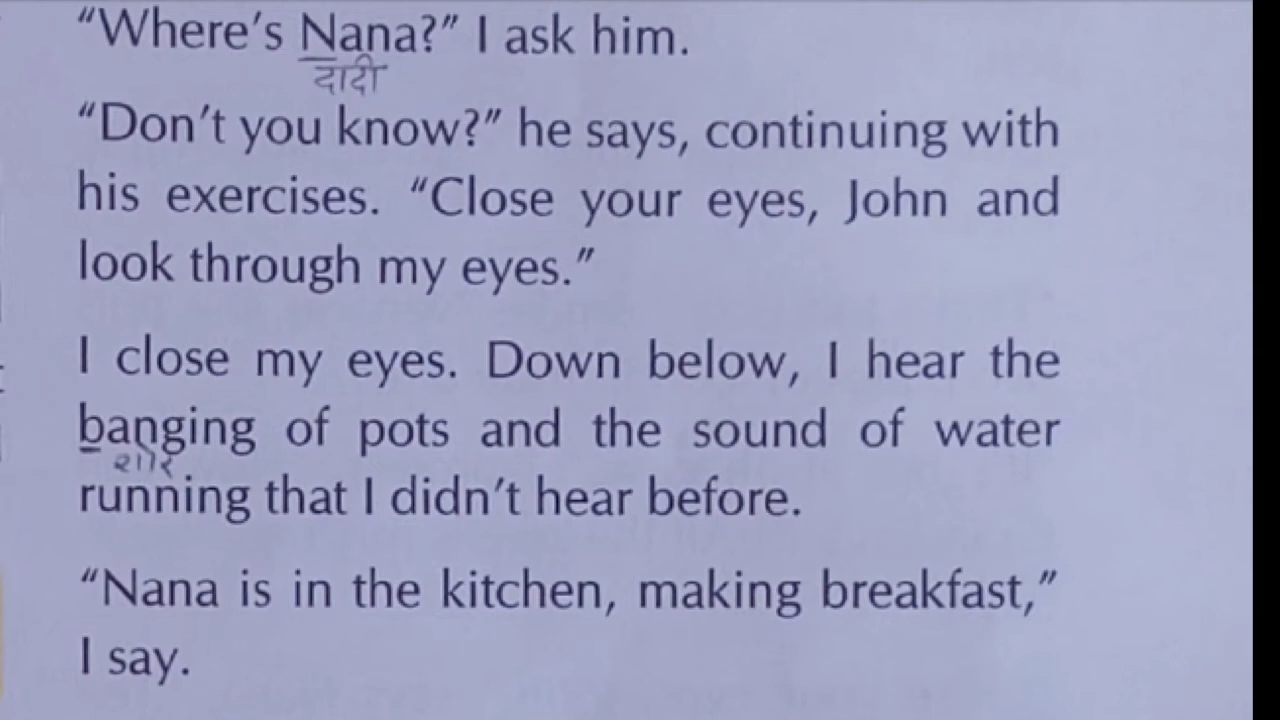 “Where’s Nana?” I ask him.
दादी
“Don’t you know?” he says, continuing with
his exercises. “Close your eyes, John and
look through my eyes.”
I close my eyes. Down below, I hear the
banging of pots and the sound of water
शोर
running that I didn’t hear before.
“Nana is in the kitchen, making breakfast,”
I say.